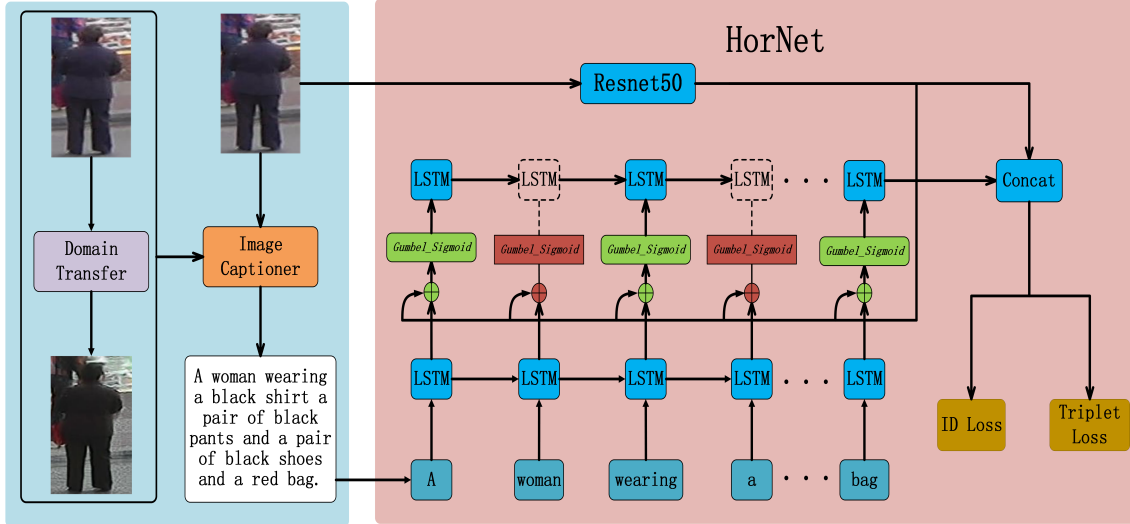 HorNet
Resnet50
LSTM
LSTM
LSTM
LSTM
. . .
LSTM
Concat
Gumbel_Sigmoid
Gumbel_Sigmoid
Gumbel_Sigmoid
Gumbel_Sigmoid
Gumbel_Sigmoid
Domain
Transfer
Image
Captioner
A woman wearing
a black shirt a
pair of black
pants and a pair
of black shoes
and a red bag.
LSTM
LSTM
LSTM
LSTM
. . .
LSTM
ID Loss
Triplet
Loss
A
woman
wearing
a
. . .
bag